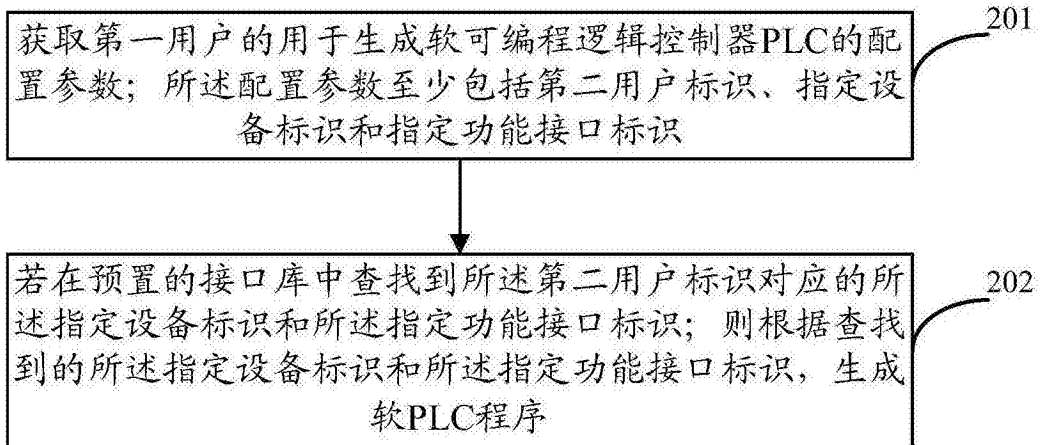 获取第一用户的用于生成软可编程逻辑控制器PLC的配
置参数；所述配置参数至少包括第二用户标识、指定设
备标识和指定功能接口标识
201
若在预置的接口库中查找到所述第二用户标识对应的所
述指定设备标识和所述指定功能接口标识；则根据查找
到的所述指定设备标识和所述指定功能接口标识，生成
软PLC程序
202